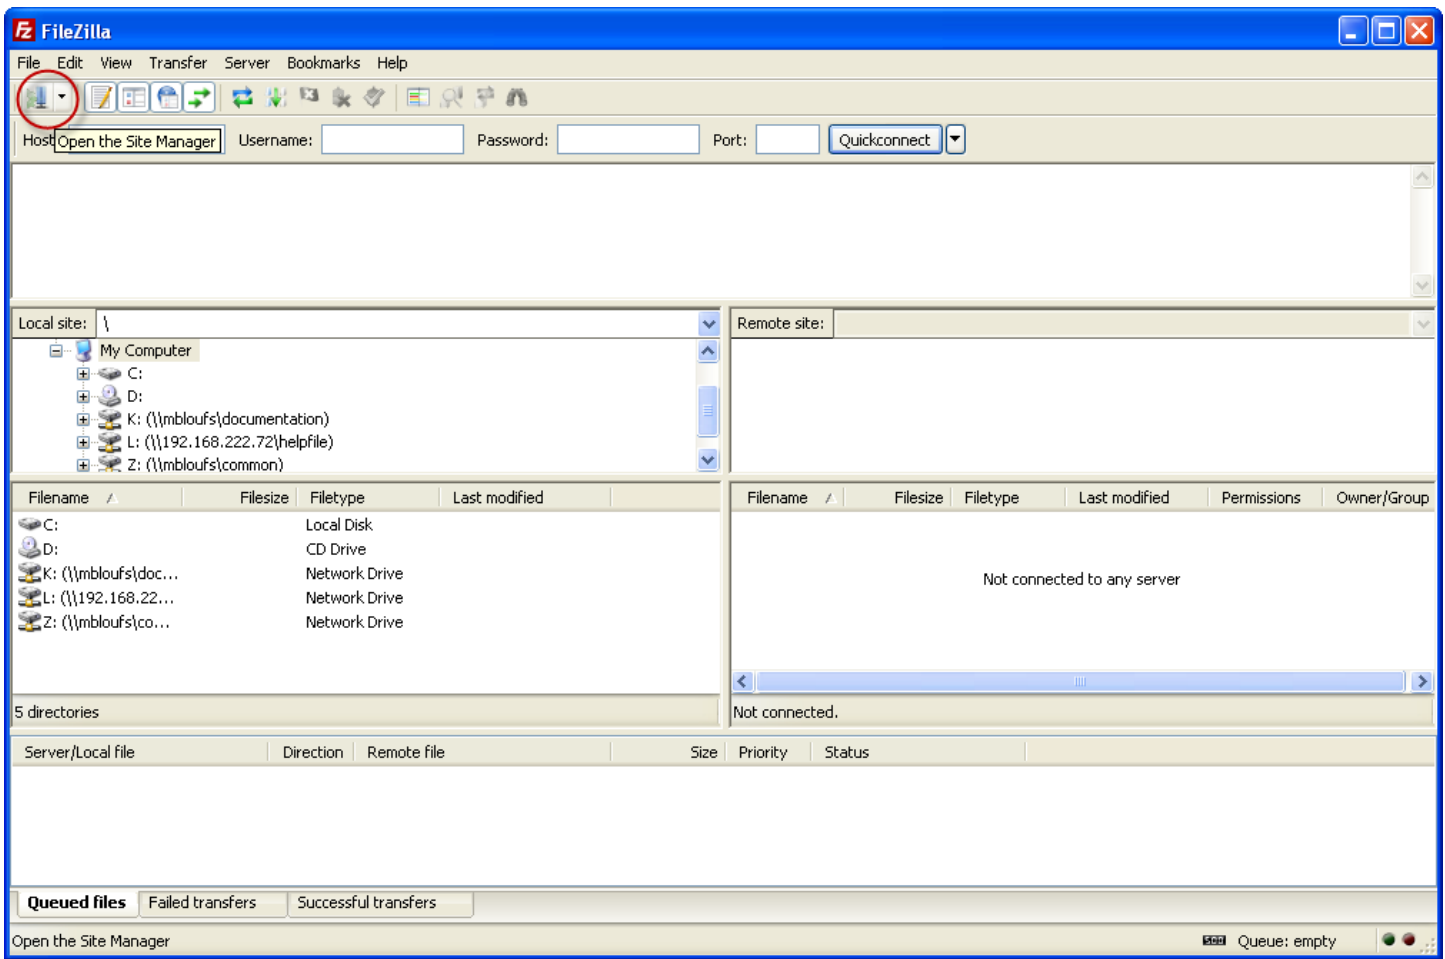 FileZilla
File Edit View Transfer Server Bookmarks Help
Host Open the Site Manager Username: Password: Port: Quickconnect
Local site: \ Remote site:
My Computer
C:
D:
K: (\\mbloufs\documentation)
L: (\\192.168.222.72\helpfile)
Z: (\\mbloufs\common)
Filename Filesize Filetype Last modified Filename Filesize Filetype Last modified Permissions Owner/Group
C: Local Disk
D: CD Drive
K: (\\mbloufs\doc... Network Drive
Not connected to any server
L: (\\192.168.22... Network Drive
Z: (\\mbloufs\co... Network Drive
5 directories Not connected.
Server/Local file Direction Remote file Size Priority Status
Queued files Failed transfers Successful transfers
Open the Site Manager Queue: empty